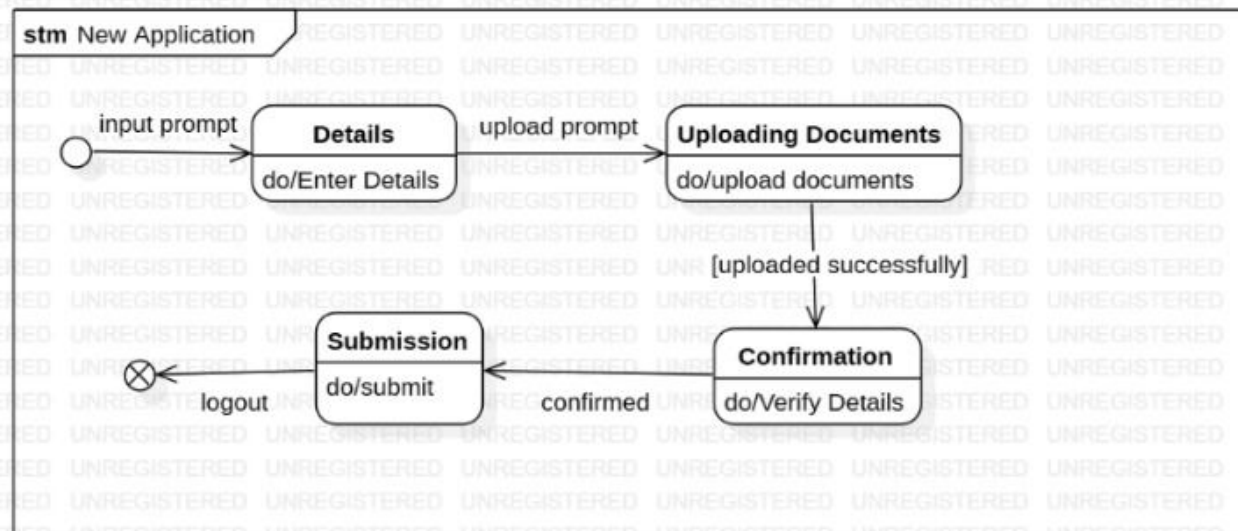 stm New Application
input prompt
Details
do/Enter Details
upload prompt
Uploading Documents
do/upload documents
[uploaded successfully]
Confirmation
do/Verify Details
confirmed
Submission
do/submit
logout
UNREGISTERED